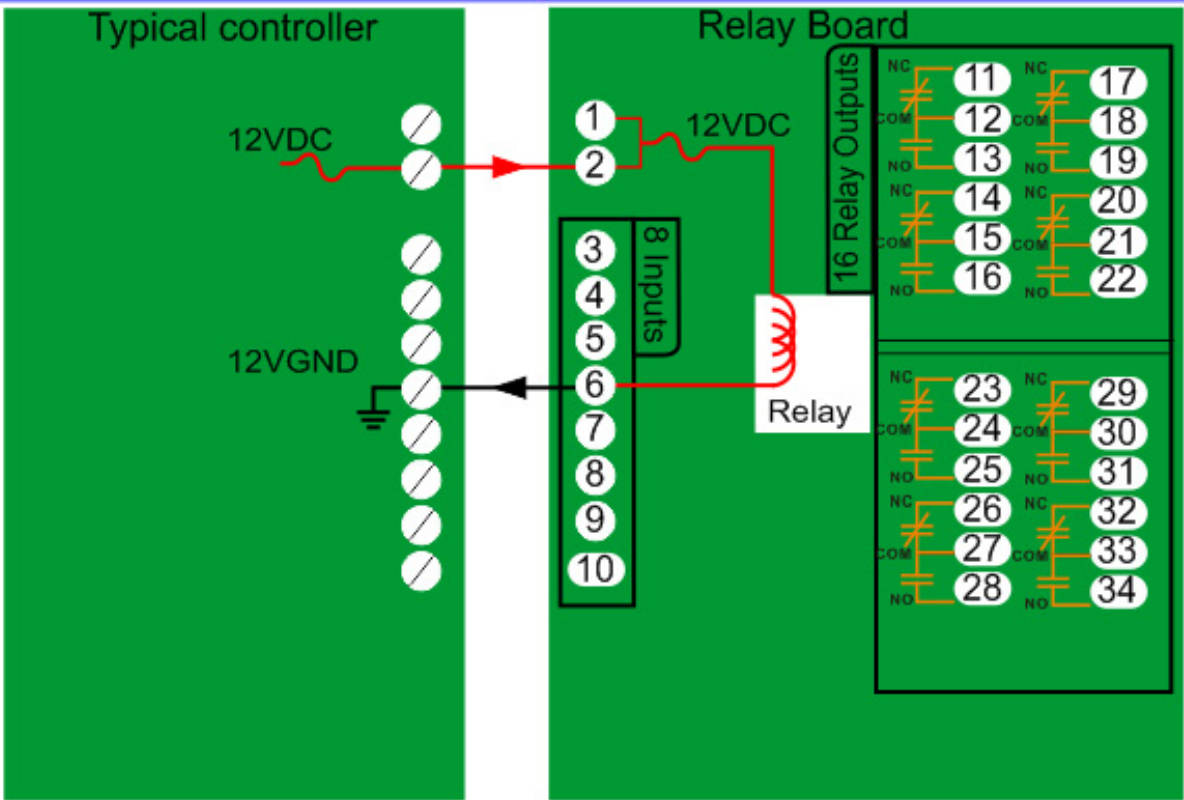 Typical controller
Relay Board
12VDC
12VGND
1
2
12VDC
8 Inputs
3
4
5
6
7
8
9
10
Relay
16 Relay Outputs
NC 11
COM 12
NO 13
NC 14
COM 15
NO 16
NC 17
COM 18
NO 19
NC 20
COM 21
NO 22
NC 23
COM 24
NO 25
NC 26
COM 27
NO 28
NC 29
COM 30
NO 31
NC 32
COM 33
NO 34